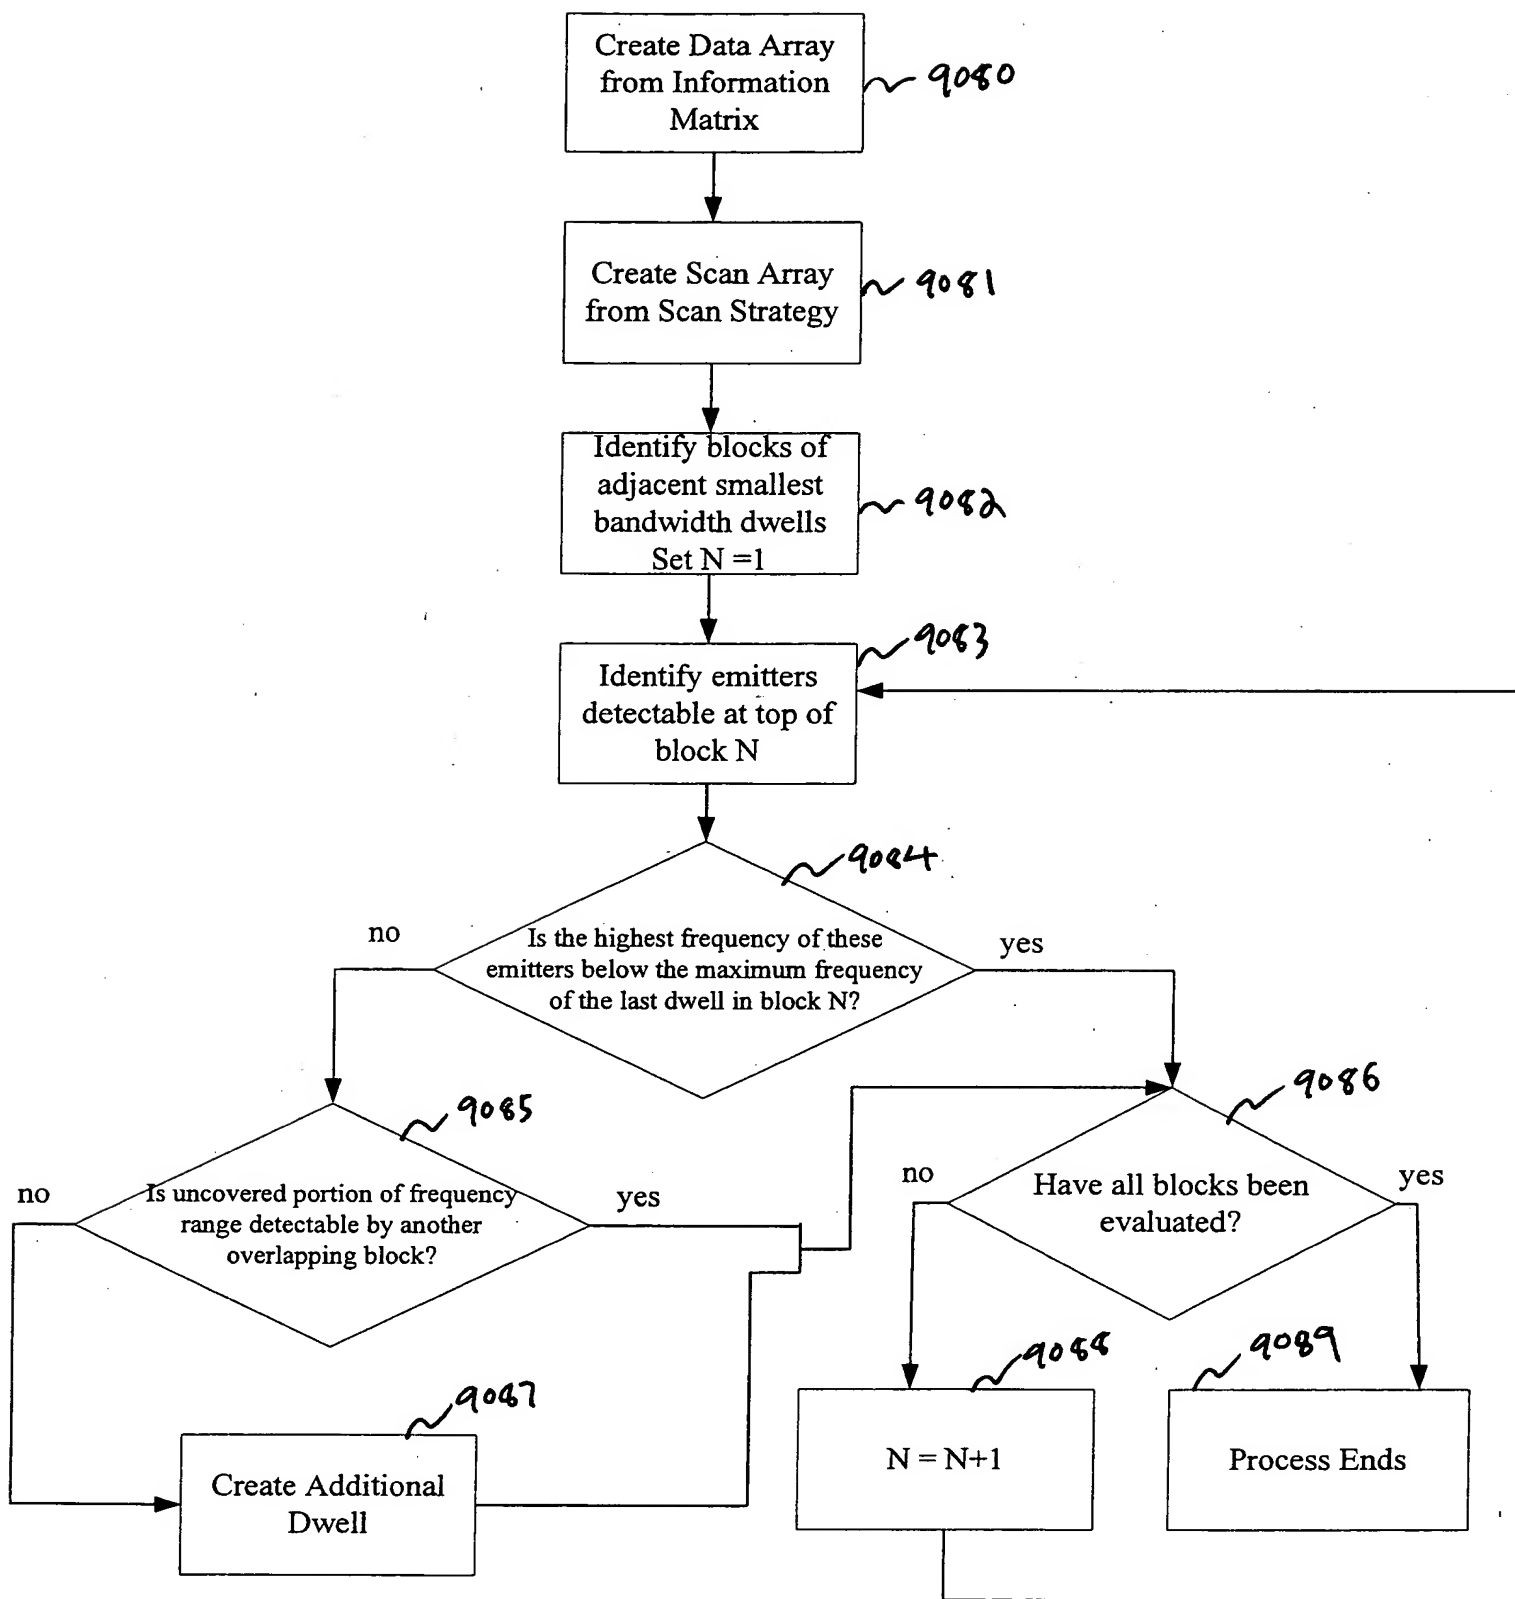 Create Data Array
from Information
Matrix
9080
Create Scan Array
from Scan Strategy
9081
Identify blocks of
adjacent smallest
bandwidth dwells
Set N =1
9082
9083
Identify emitters
detectable at top of
block N
9084
no
Is the highest frequency of these
emitters below the maximum frequency
of the last dwell in block N?
yes
9085
no
Is uncovered portion of frequency
range detectable by another
overlapping block?
yes
9086
no
Have all blocks been
evaluated?
yes
9087
Create Additional
Dwell
9088
N = N+1
9089
Process Ends